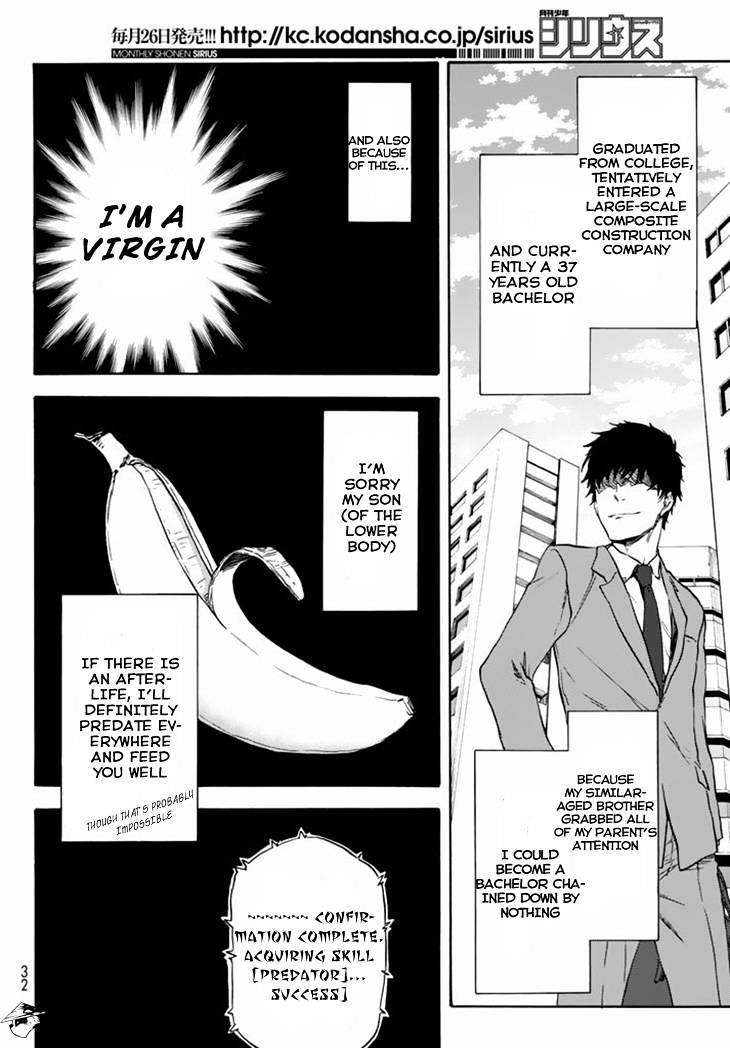 毎月26日発売!!! http://kc.kodansha.co.jp/sirius
MONTHLY SHONEN SIRIUS
月刊少年
シリウス
GRADUATED
FROM COLLEGE,
TENTATIVELY
ENTERED A
LARGE-SCALE
COMPOSITE
CONSTRUCTION
COMPANY
AND CURR-
ENTLY A 37
YEARS OLD
BACHELOR
BECAUSE
MY SIMILAR-
AGED BROTHER
GRABBED ALL
OF MY PARENT'S
ATTENTION
I COULD
BECOME A
BACHELOR CHA-
INED DOWN BY
NOTHING
AND ALSO
BECAUSE
OF THIS...
I'M A
VIRGIN
I'M
SORRY
MY SON
(OF THE
LOWER
BODY)
IF THERE IS
AN AFTER-
LIFE, I'LL
DEFINITELY
PREDATE EV-
ERYWHERE
AND FEED
YOU WELL
THOUGH THAT'S PROBABLY
IMPOSSIBLE
~~~~~~~ CONFIR-
MATION COMPLETE.
ACQUIRING SKILL
[PREDATOR]...
SUCCESS]
32